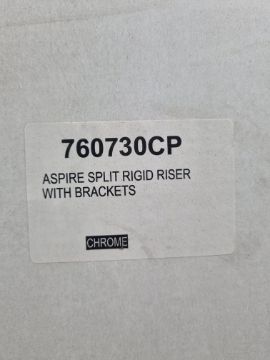 760730CP
ASPIRE SPLIT RIGID RISER
WITH BRACKETS
CHROME